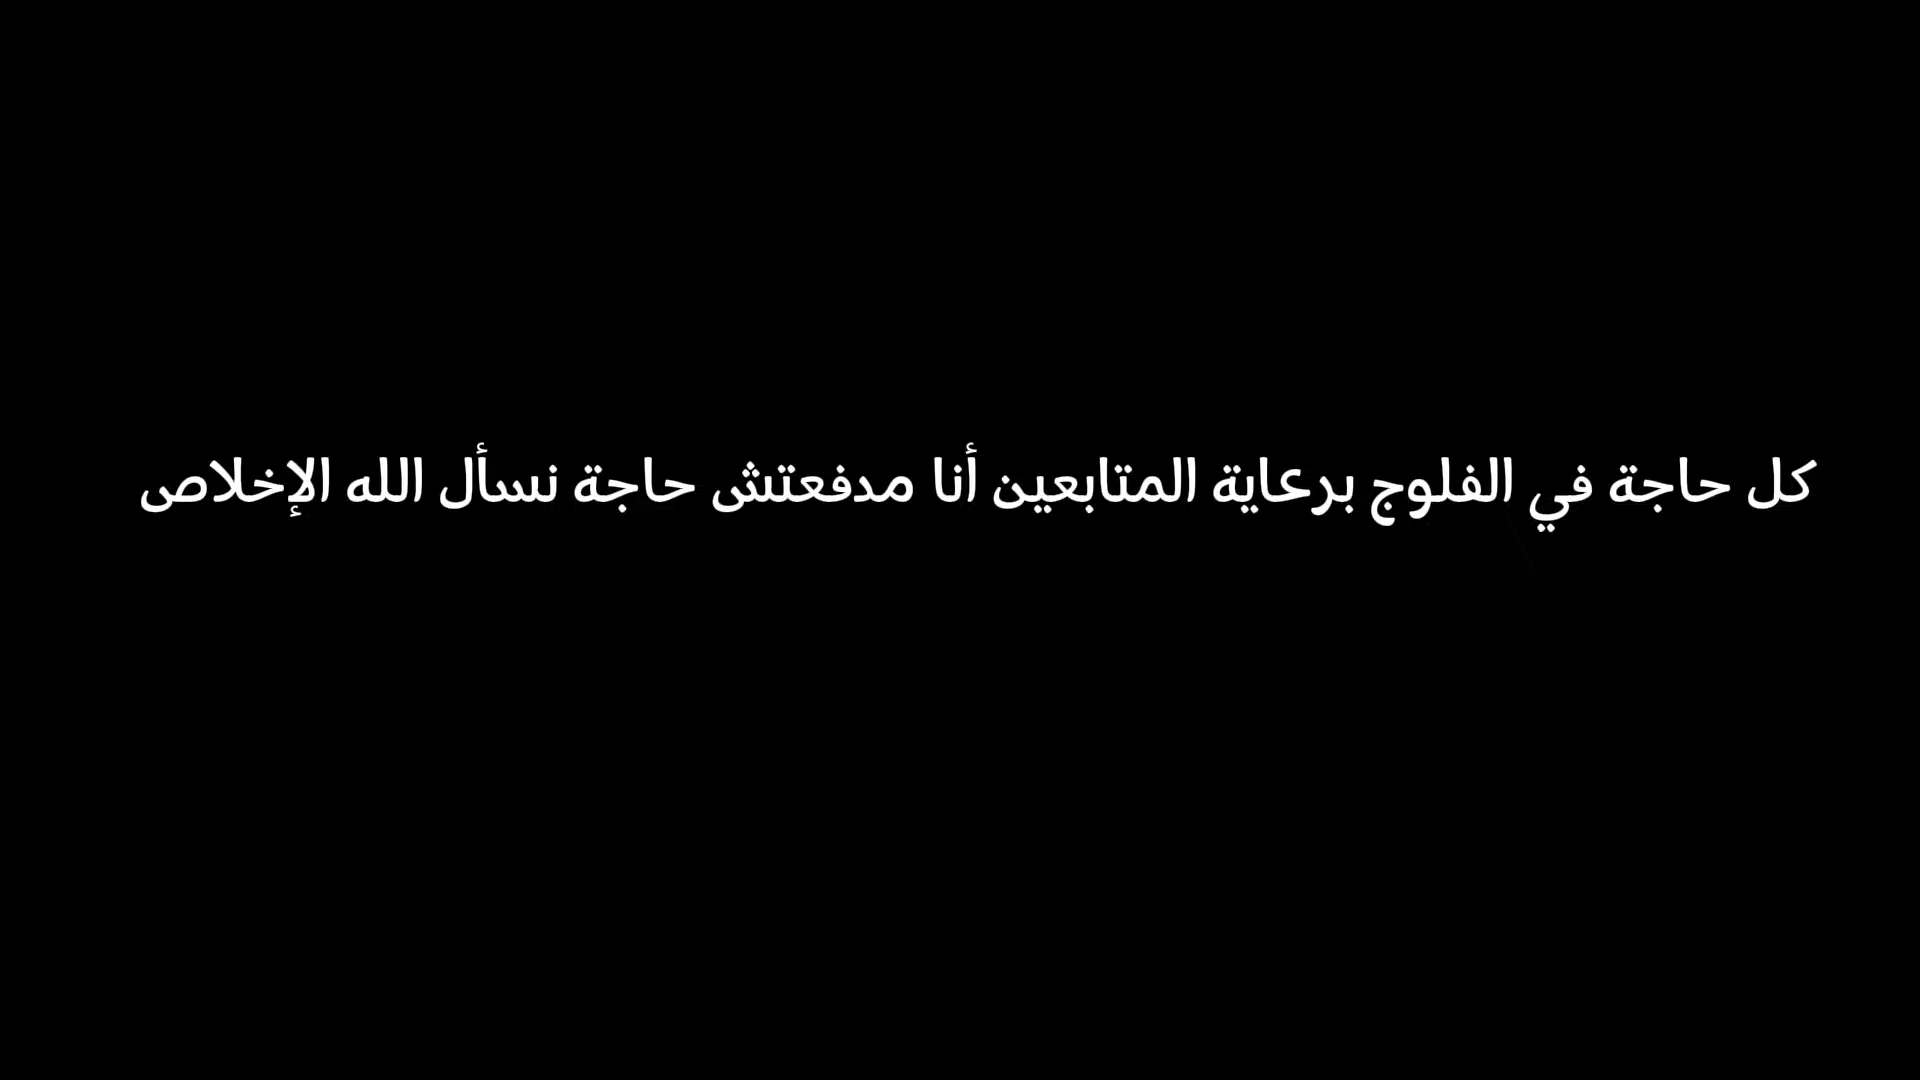 كل حاجة في الفلوج برعاية المتابعين أنا مدفعتش حاجة نسأل الله الإخلاص